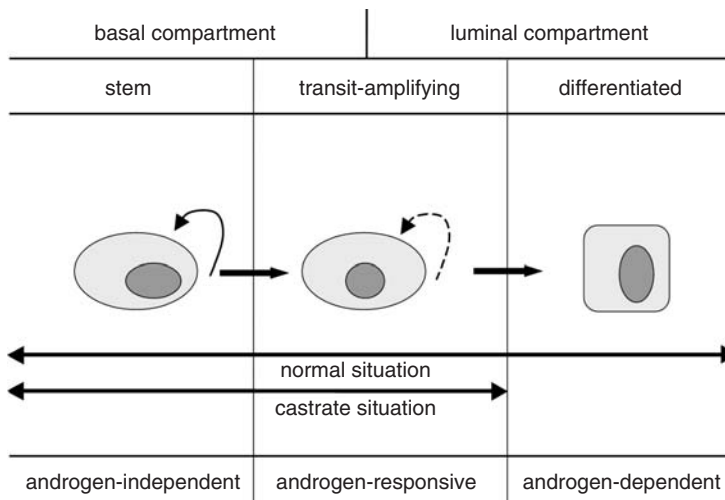 basal compartment luminal compartment
stem transit-amplifying differentiated
normal situation
castrate situation
androgen-independent androgen-responsive androgen-dependent